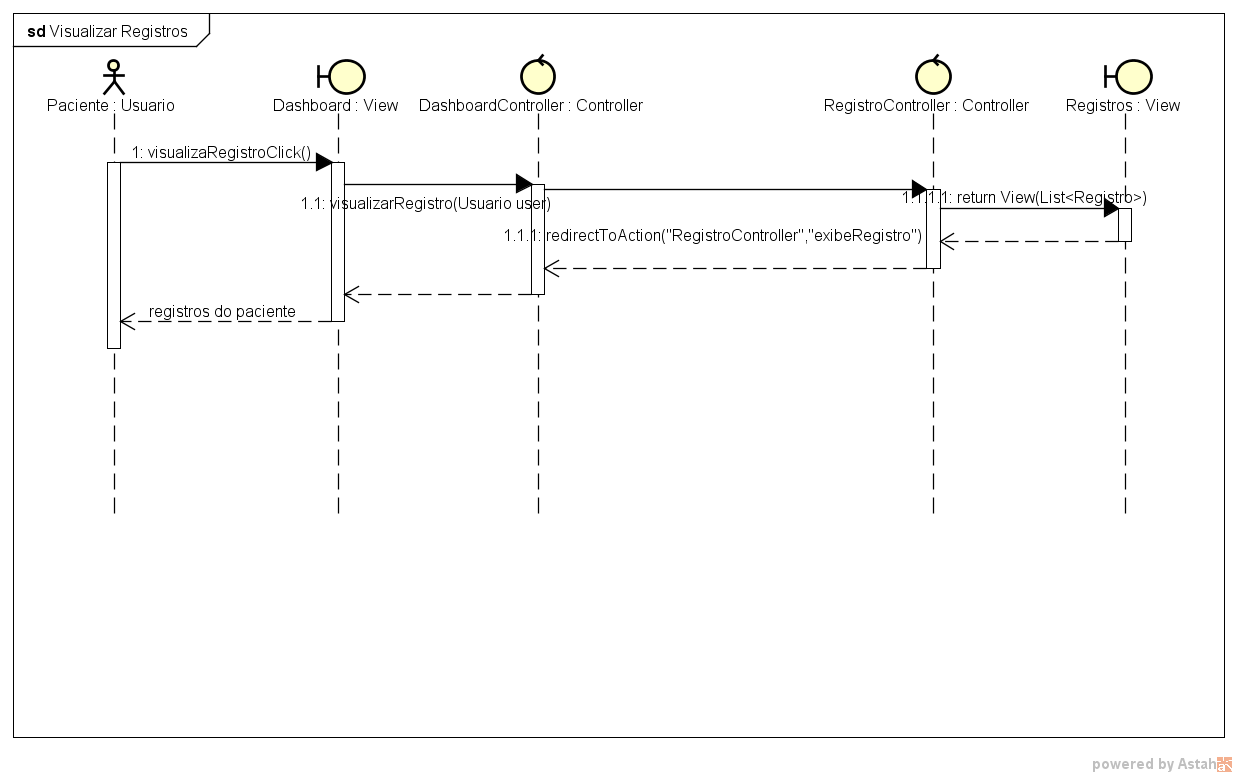 sd Visualizar Registros
Paciente : Usuario
Dashboard : View
DashboardController : Controller
RegistroController : Controller
Registros : View
1: visualizaRegistroClick()
1.1: visualizarRegistro(Usuario user)
1.1.1.1: return View(List<Registro>)
1.1.1: redirectToAction("RegistroController","exibeRegistro")
registros do paciente
powered by Astah